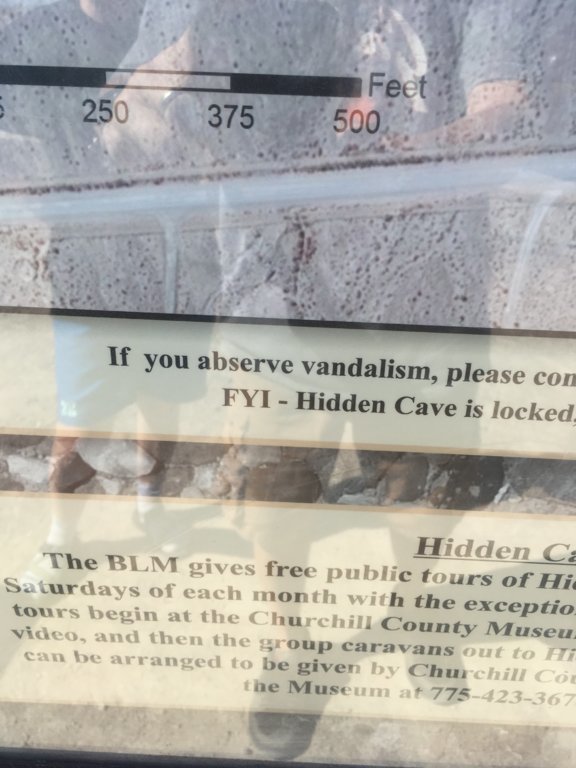 Feet
250 375 500
If you abserve vandalism, please con
FYI - Hidden Cave is locked,
Hidden Ca
The BLM gives free public tours of Hid
Saturdays of each month with the exceptio
tours begin at the Churchill County Museu
video, and then the group caravans out to Hi
can be arranged to be given by Churchill Cou
the Museum at 775-423-367